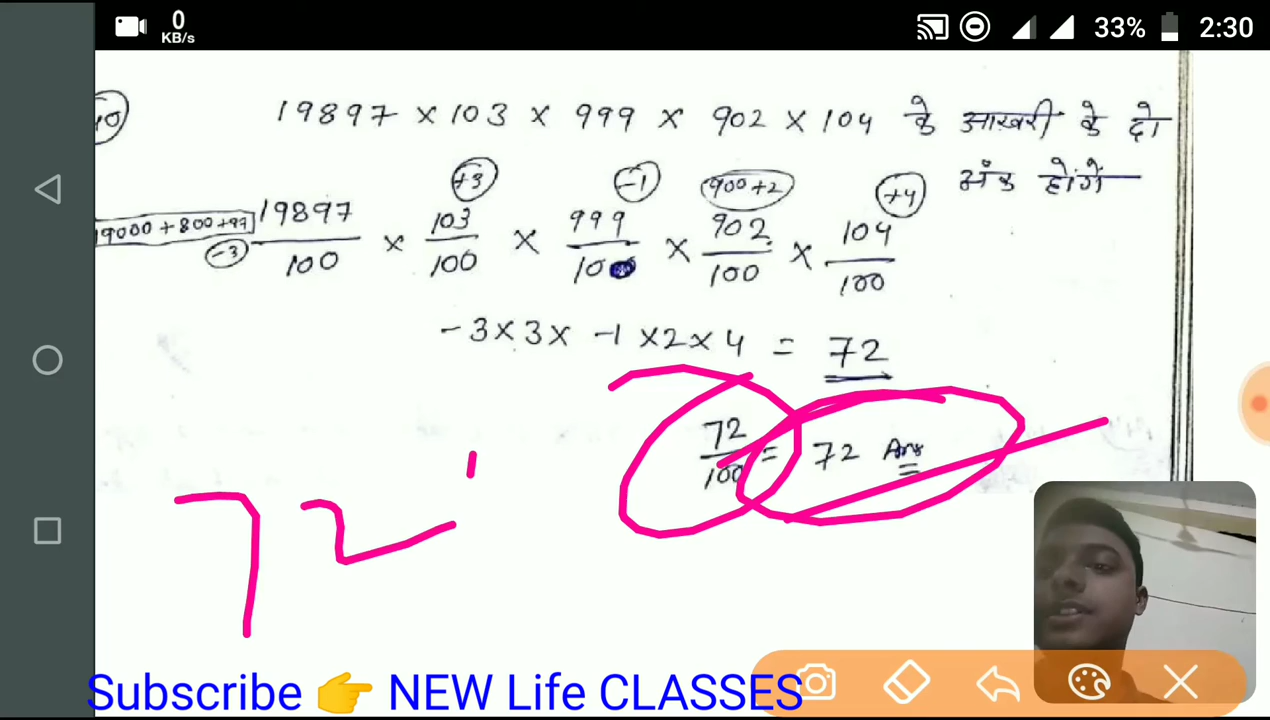 0
KB/s
33% 2:30
19897 × 103 × 999 × 902 × 104 के आखरी के दो
अंक होगें
+3 -1 900+2 +4
19000 + 800 + 97
-3
19897/100 × 103/100 × 999/100 × 902/100 × 104/100
-3 × 3 × -1 × 2 × 4 = 72
72/100 = 72 Ans
72
Subscribe 👉 NEW Life CLASSES